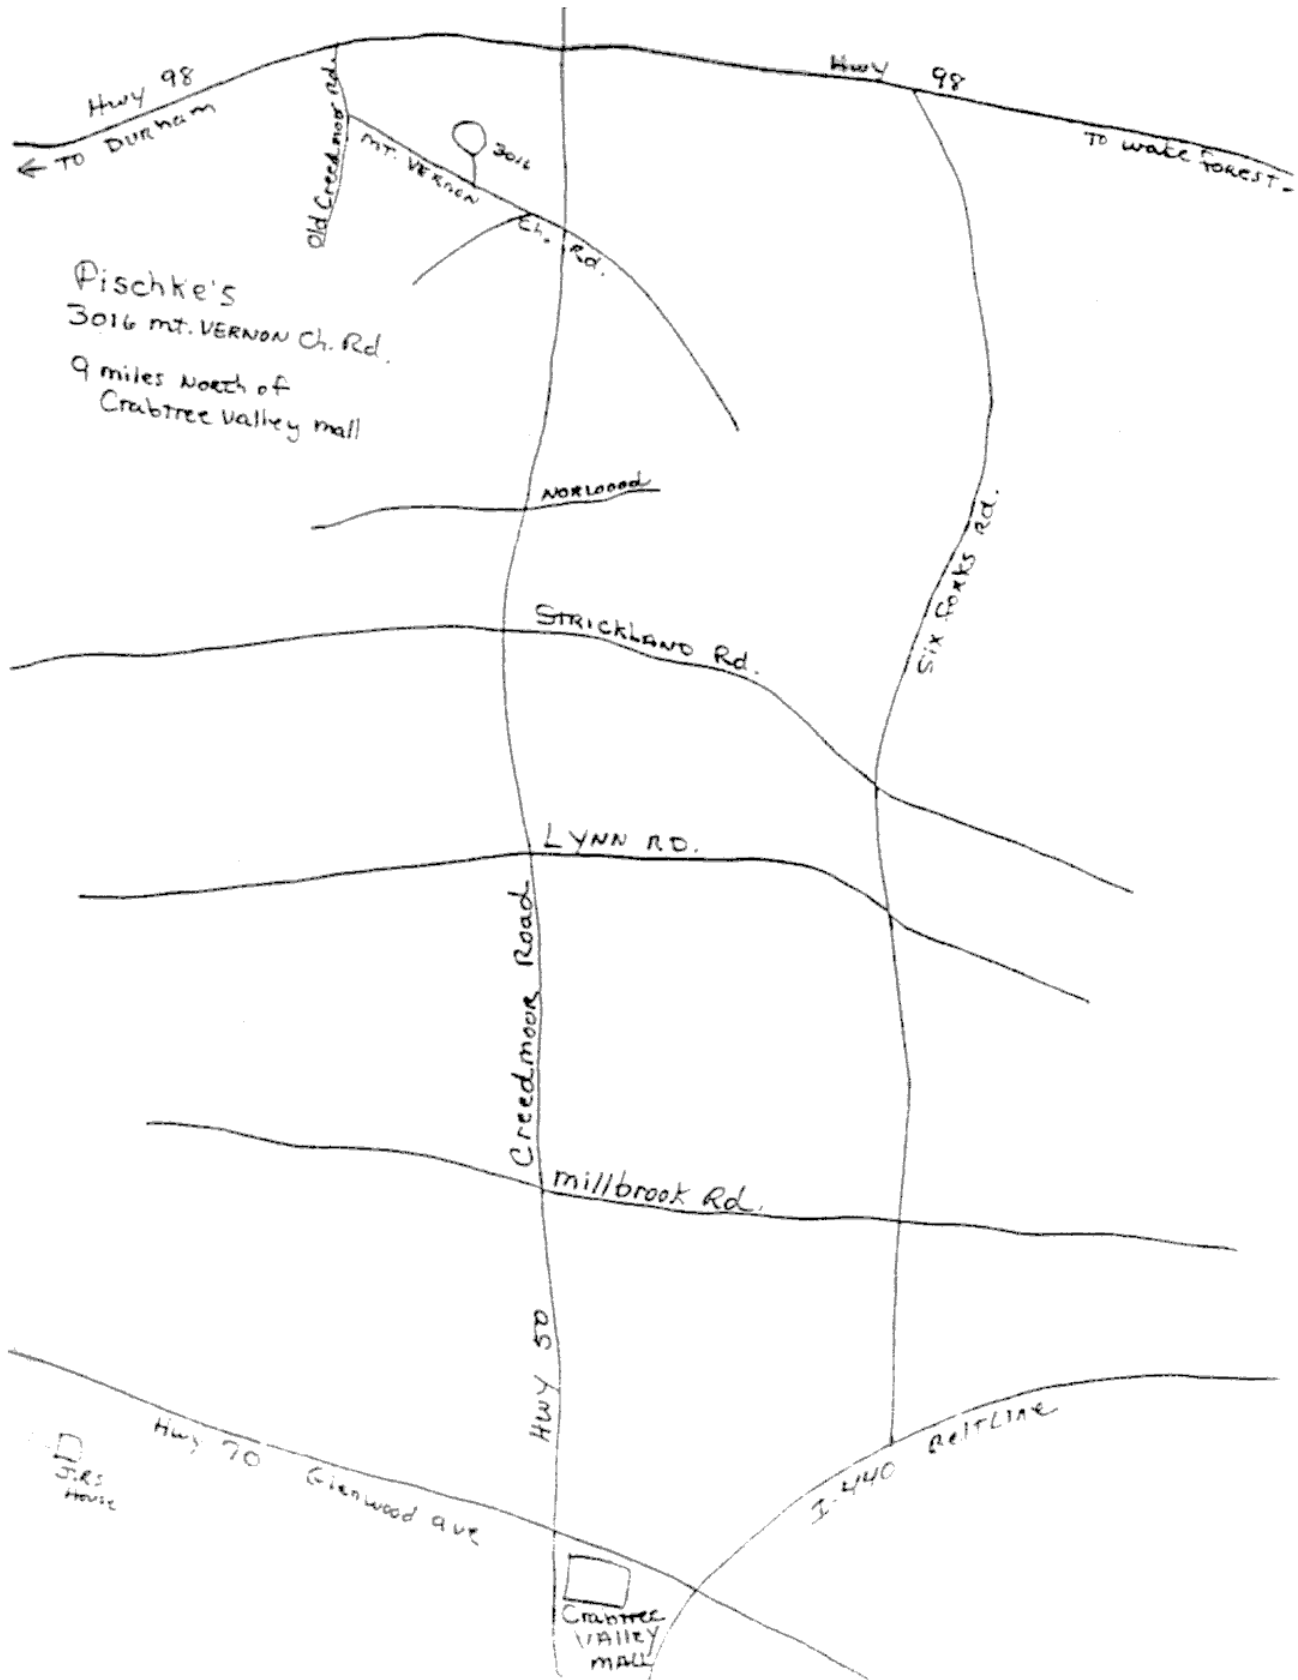 Hwy 98
← TO DURham
Old Creedmoor Rd.
Hwy 98
TO Wake FOREST-
3016
MT. VERNON Ch. Rd.
Pischke's
3016 mt. VERNON Ch. Rd.
9 miles North of
Crabtree Valley mall
NORWOOD
Six Forks Rd.
STRICKLAND Rd.
LYNN RD.
Creedmoor Road
millbrook Rd.
HWY 50
Hwy 70 Glenwood ave
J.R.S
House
I-440 BeltLine
Crabtree
VAlley
MALL